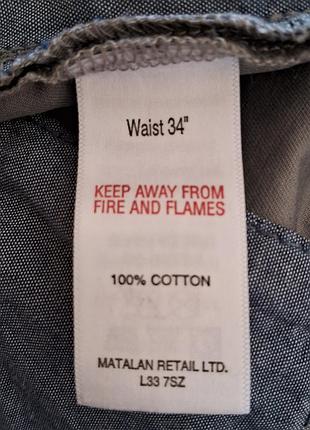 Waist 34"
KEEP AWAY FROM
FIRE AND FLAMES
100% COTTON
MATALAN RETAIL LTD.
L33 7SZ